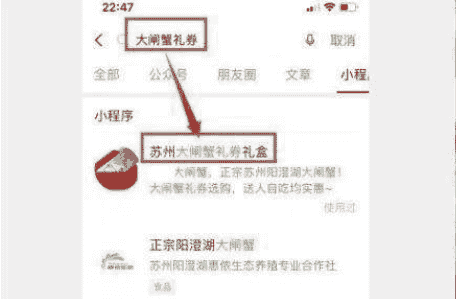 22:47
大闸蟹礼券
取消
全部 公众号 朋友圈 文章 小程序
小程序
苏州大闸蟹礼券礼盒
大闸蟹，正宗苏州阳澄湖大闸蟹！
大闸蟹礼券选购，送人自吃均实惠~
使用过
正宗阳澄湖大闸蟹
苏州阳澄湖惠侬生态养殖专业合作社
食品